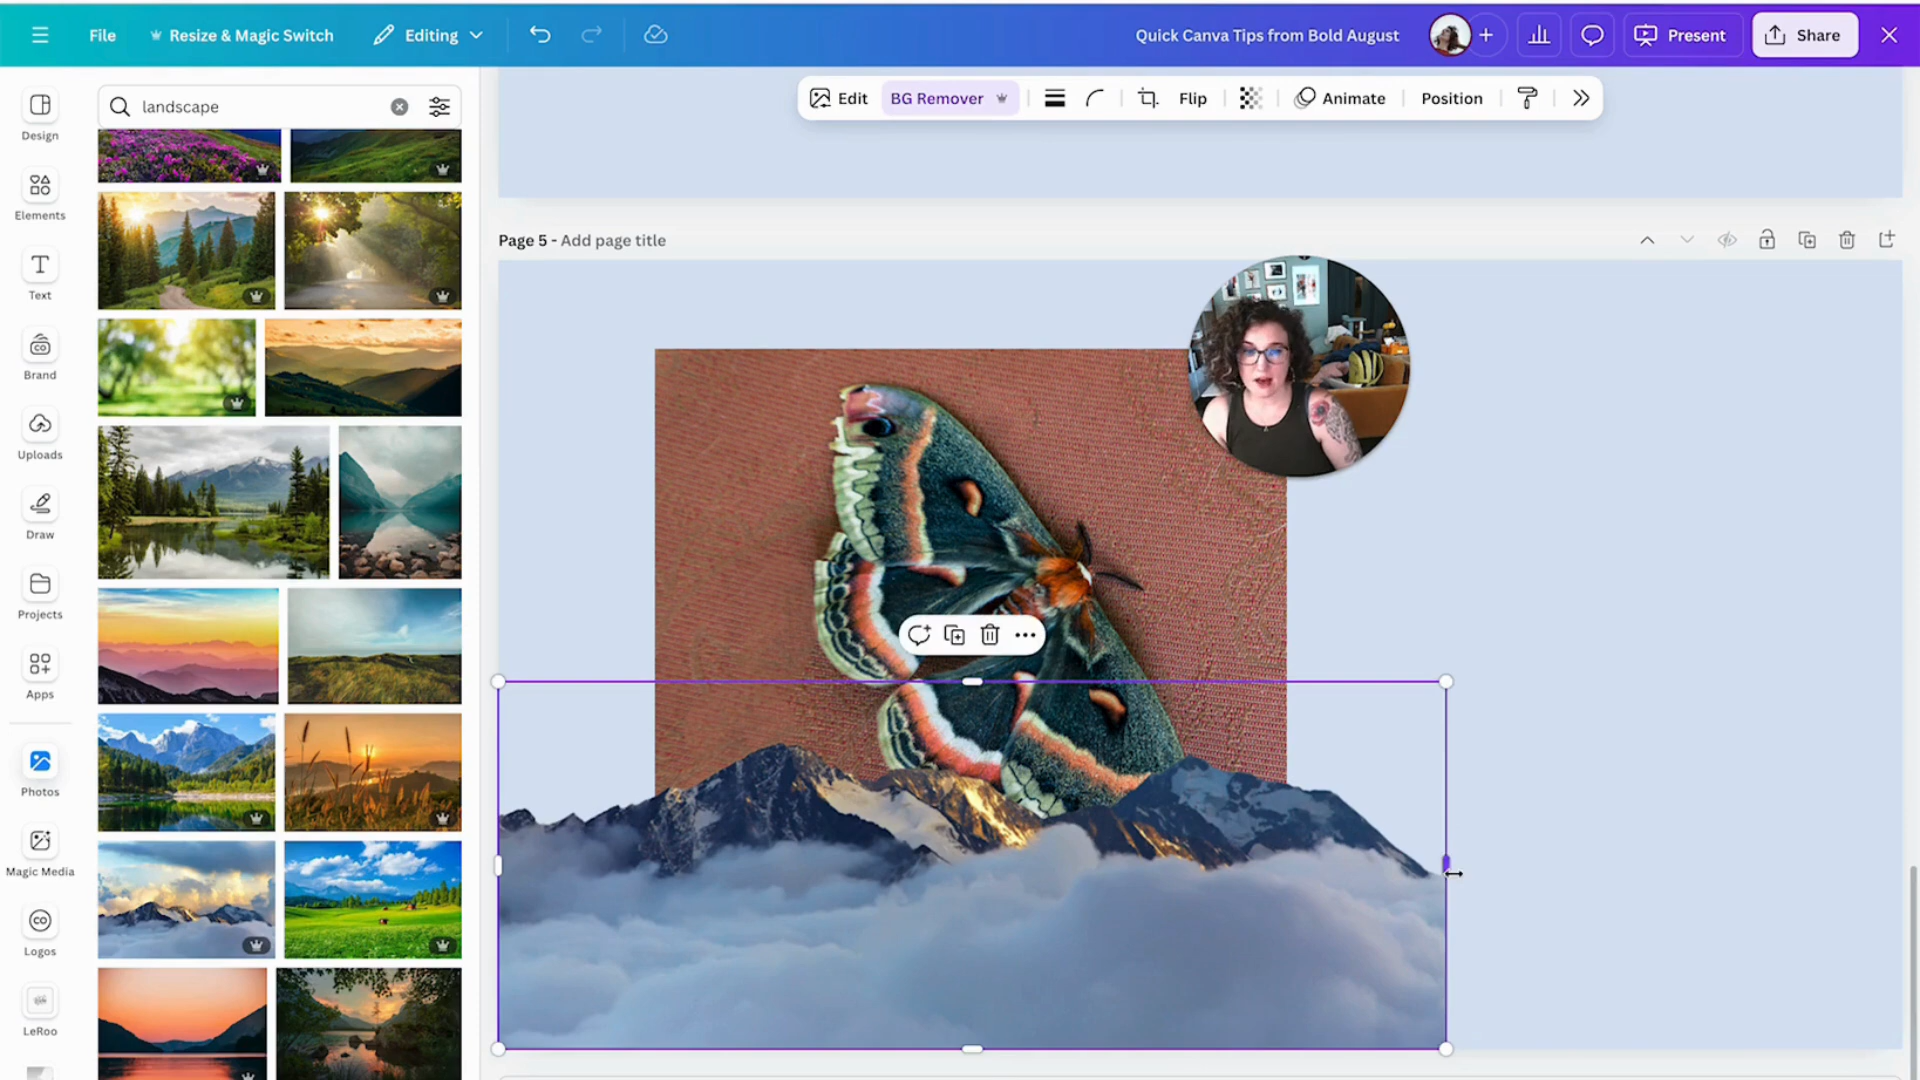 File
Resize & Magic Switch
Editing
Quick Canva Tips from Bold August
Present
Share
Design
Elements
Text
Brand
Uploads
Draw
Projects
Apps
Photos
Magic Media
Logos
LeRoo
landscape
Edit
BG Remover
Flip
Animate
Position
Page 5 - Add page title